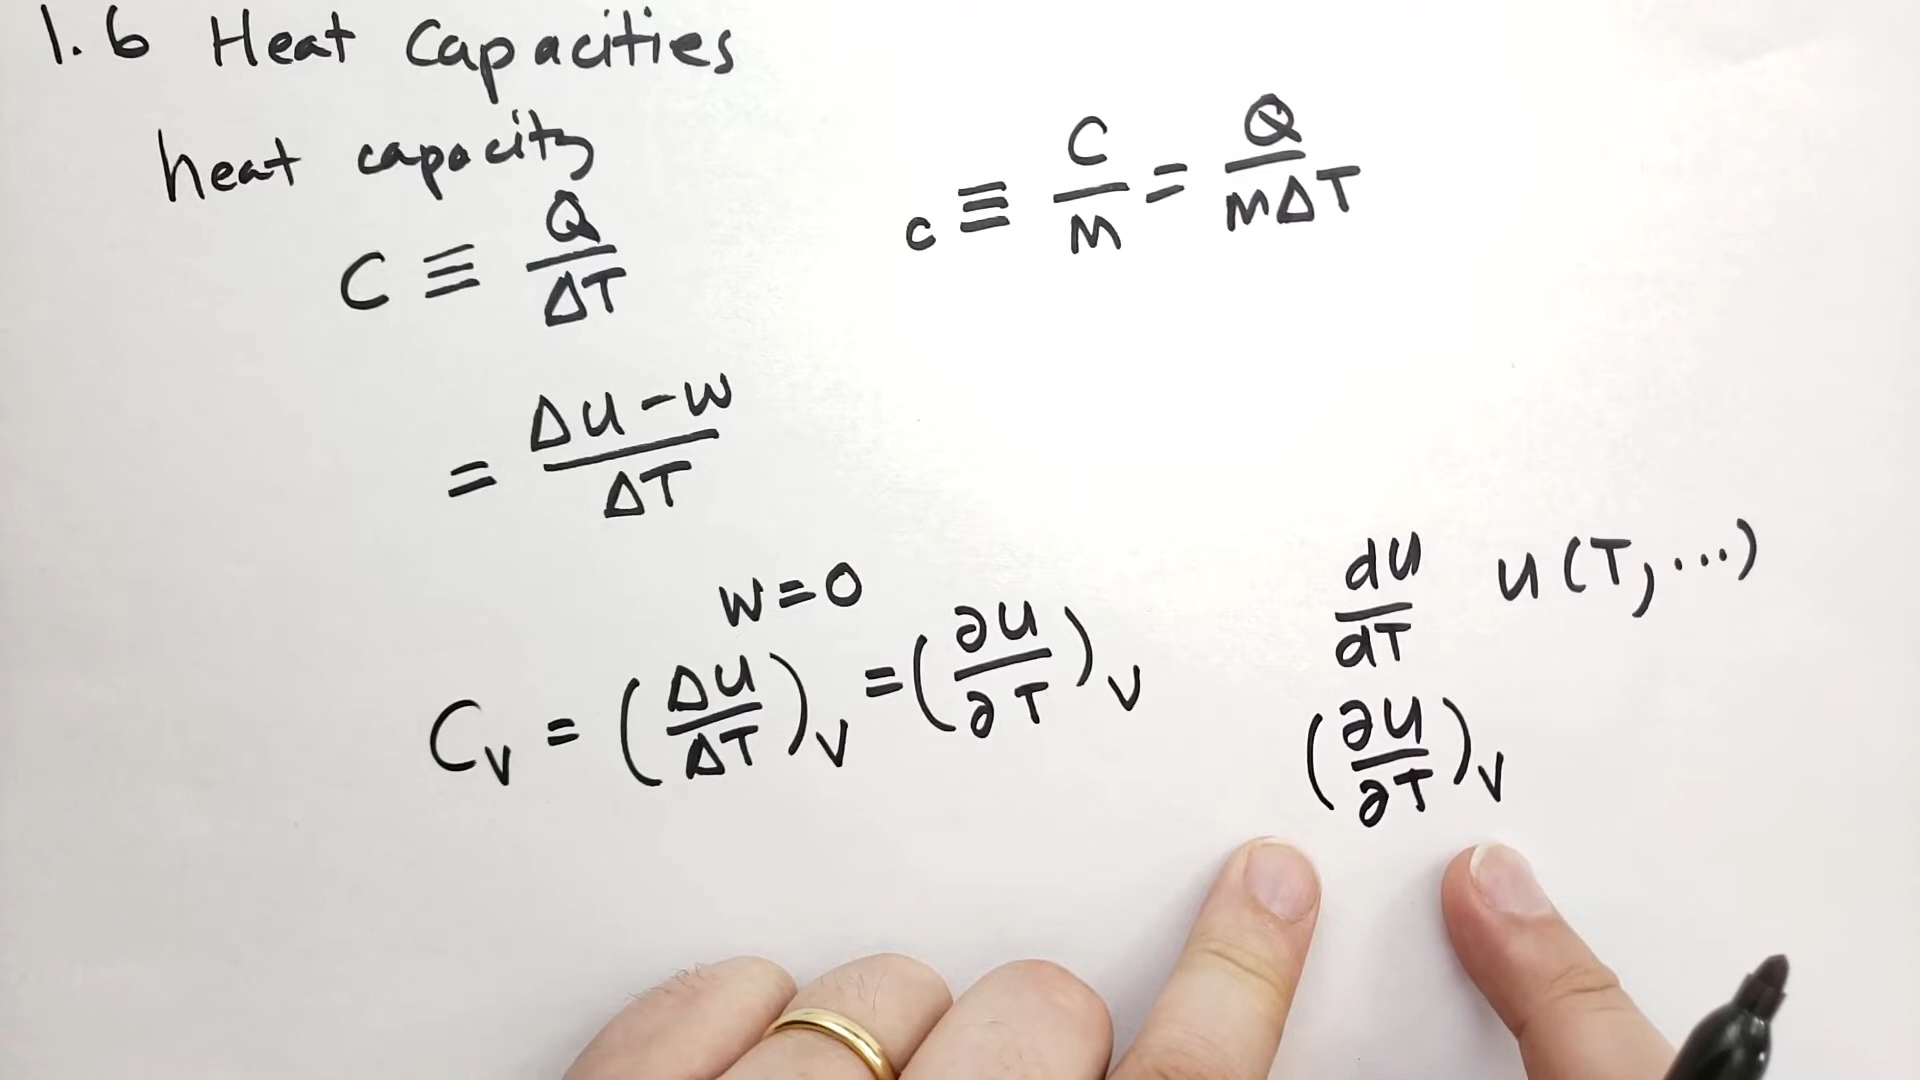 1.6 Heat Capacities
heat capacity
C ≡ Q/ΔT
= (ΔU - W)/ΔT
c ≡ C/m = Q/(mΔT)
W = 0
C_V = (ΔU/ΔT)_V = (∂U/∂T)_V
dU/dT U(T, ...)
(∂U/∂T)_V